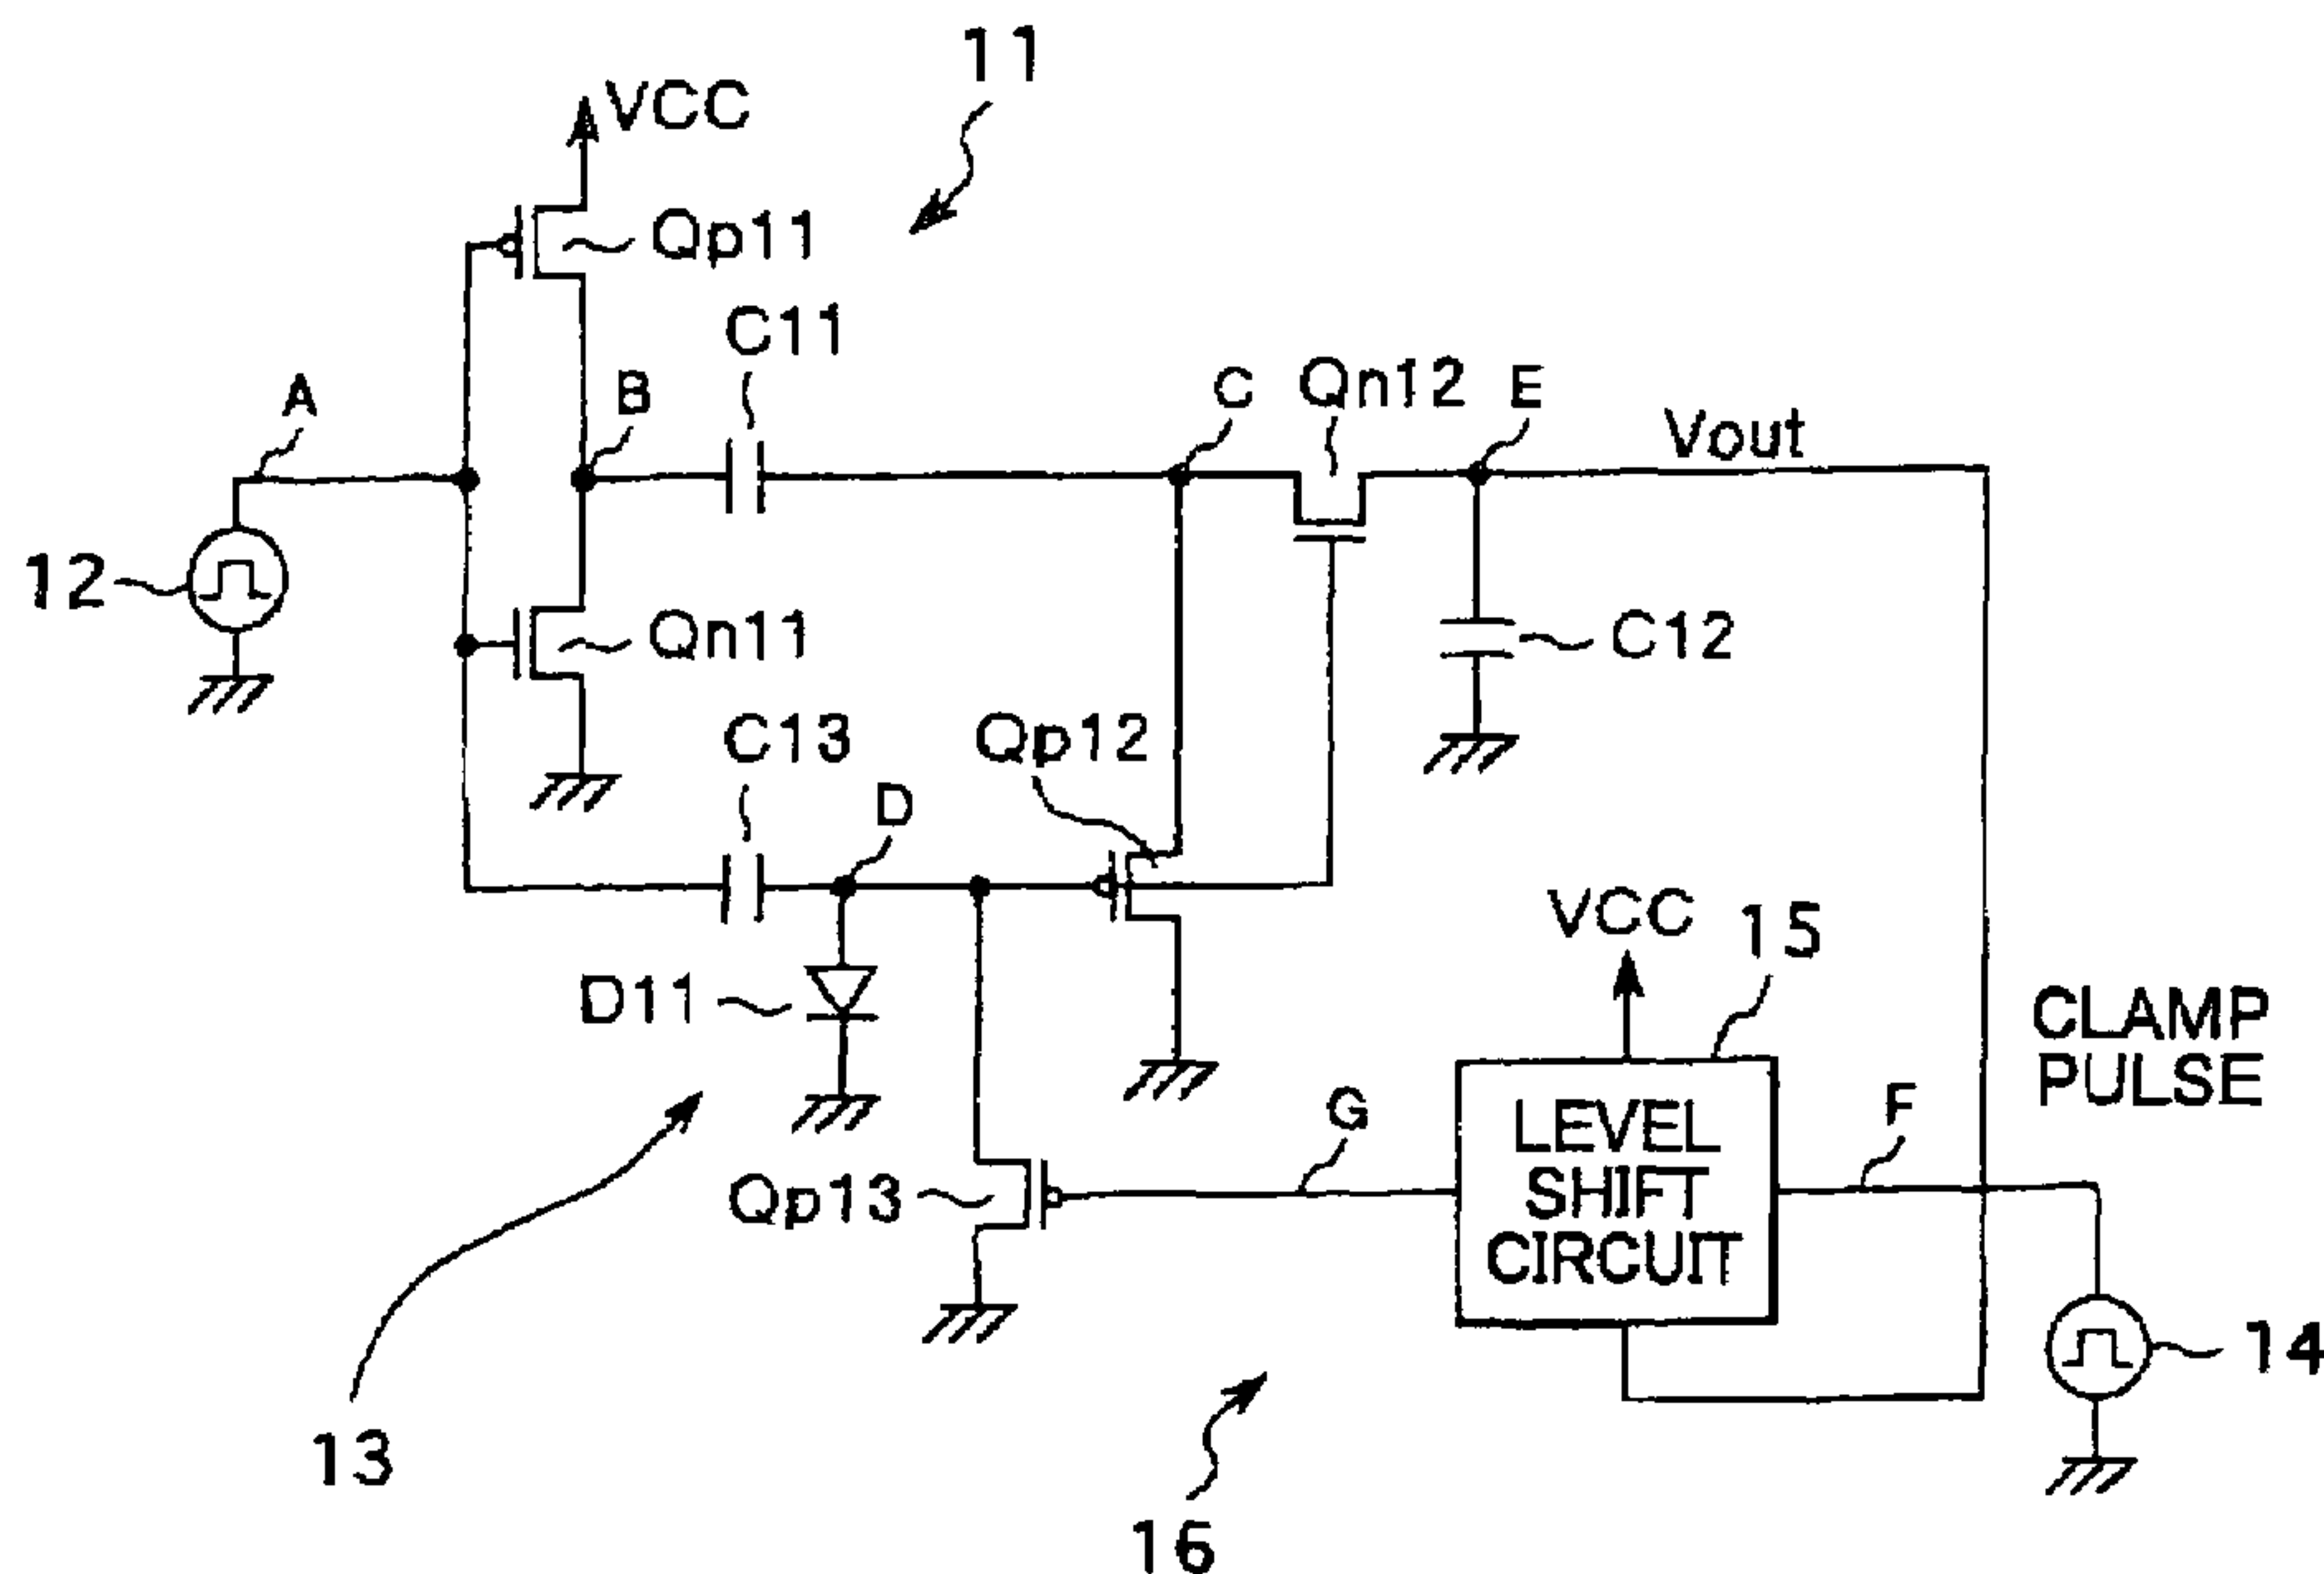 11
VCC
Qp11
C11
A
B
C
Qn12
E
Vout
12
Qn11
C12
C13
Qp12
D
VCC
15
D11
CLAMP
PULSE
G
F
LEVEL
SHIFT
CIRCUIT
Qp13
14
13
16